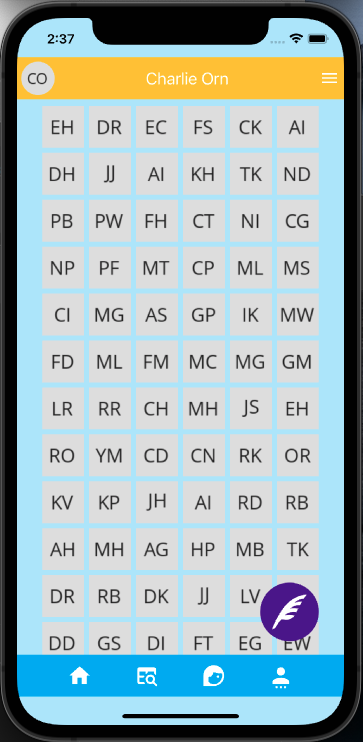 2:37
CO Charlie Orn
EH DR EC FS CK AI
DH JJ AI KH TK ND
PB PW FH CT NI CG
NP PF MT CP ML MS
CI MG AS GP IK MW
FD ML FM MC MG GM
LR RR CH MH JS EH
RO YM CD CN RK OR
KV KP JH AI RD RB
AH MH AG HP MB TK
DR RB DK JJ LV
DD GS DI FT EG EW